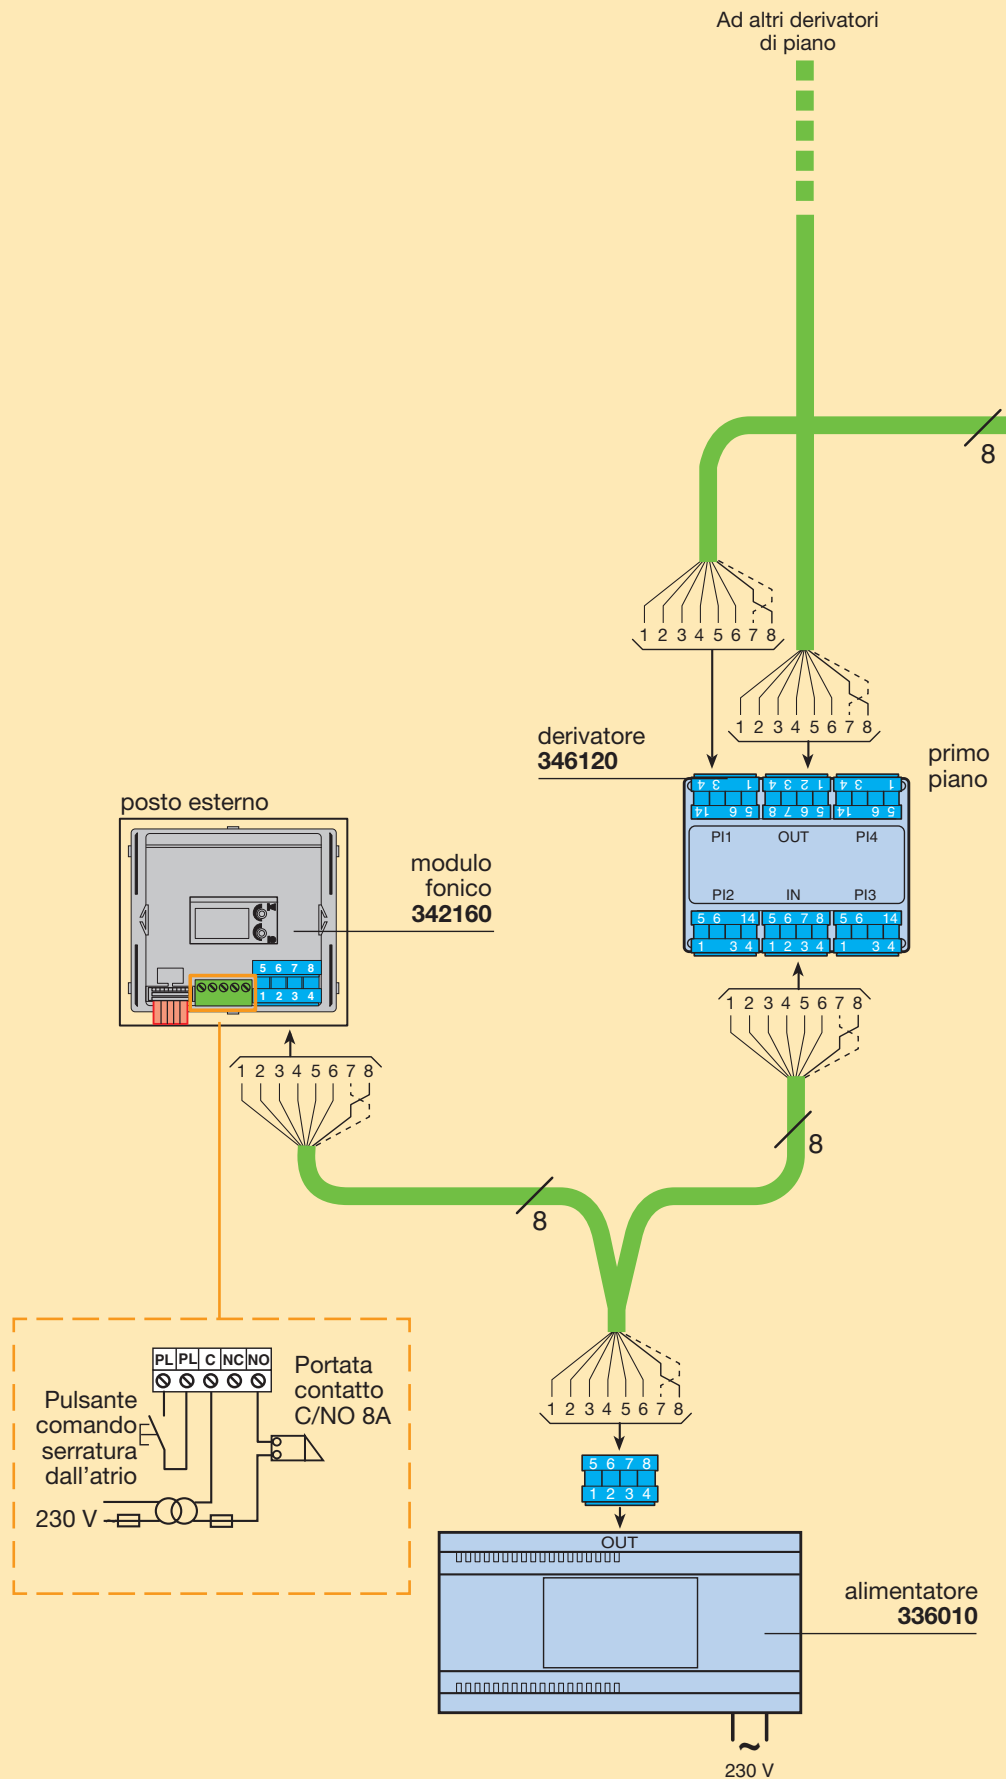 Ad altri derivatori
di piano
8
1 2 3 4 5 6 7 8
1 2 3 4 5 6 7 8
derivatore
346120
primo
piano
4 3 1
4 3 2 1
4 3 1
14 6 5
8 7 6 5
14 6 5
PI1 OUT PI4
PI2 IN PI3
5 6 14
5 6 7 8
5 6 14
1 3 4
1 2 3 4
1 3 4
posto esterno
modulo
fonico
342160
5 6 7 8
1 2 3 4
1 2 3 4 5 6 7 8
1 2 3 4 5 6 7 8
8
8
PL PL C NC NO
Portata
contatto
C/NO 8A
Pulsante
comando
serratura
dall'atrio
230 V
1 2 3 4 5 6 7 8
5 6 7 8
1 2 3 4
OUT
alimentatore
336010
~
230 V